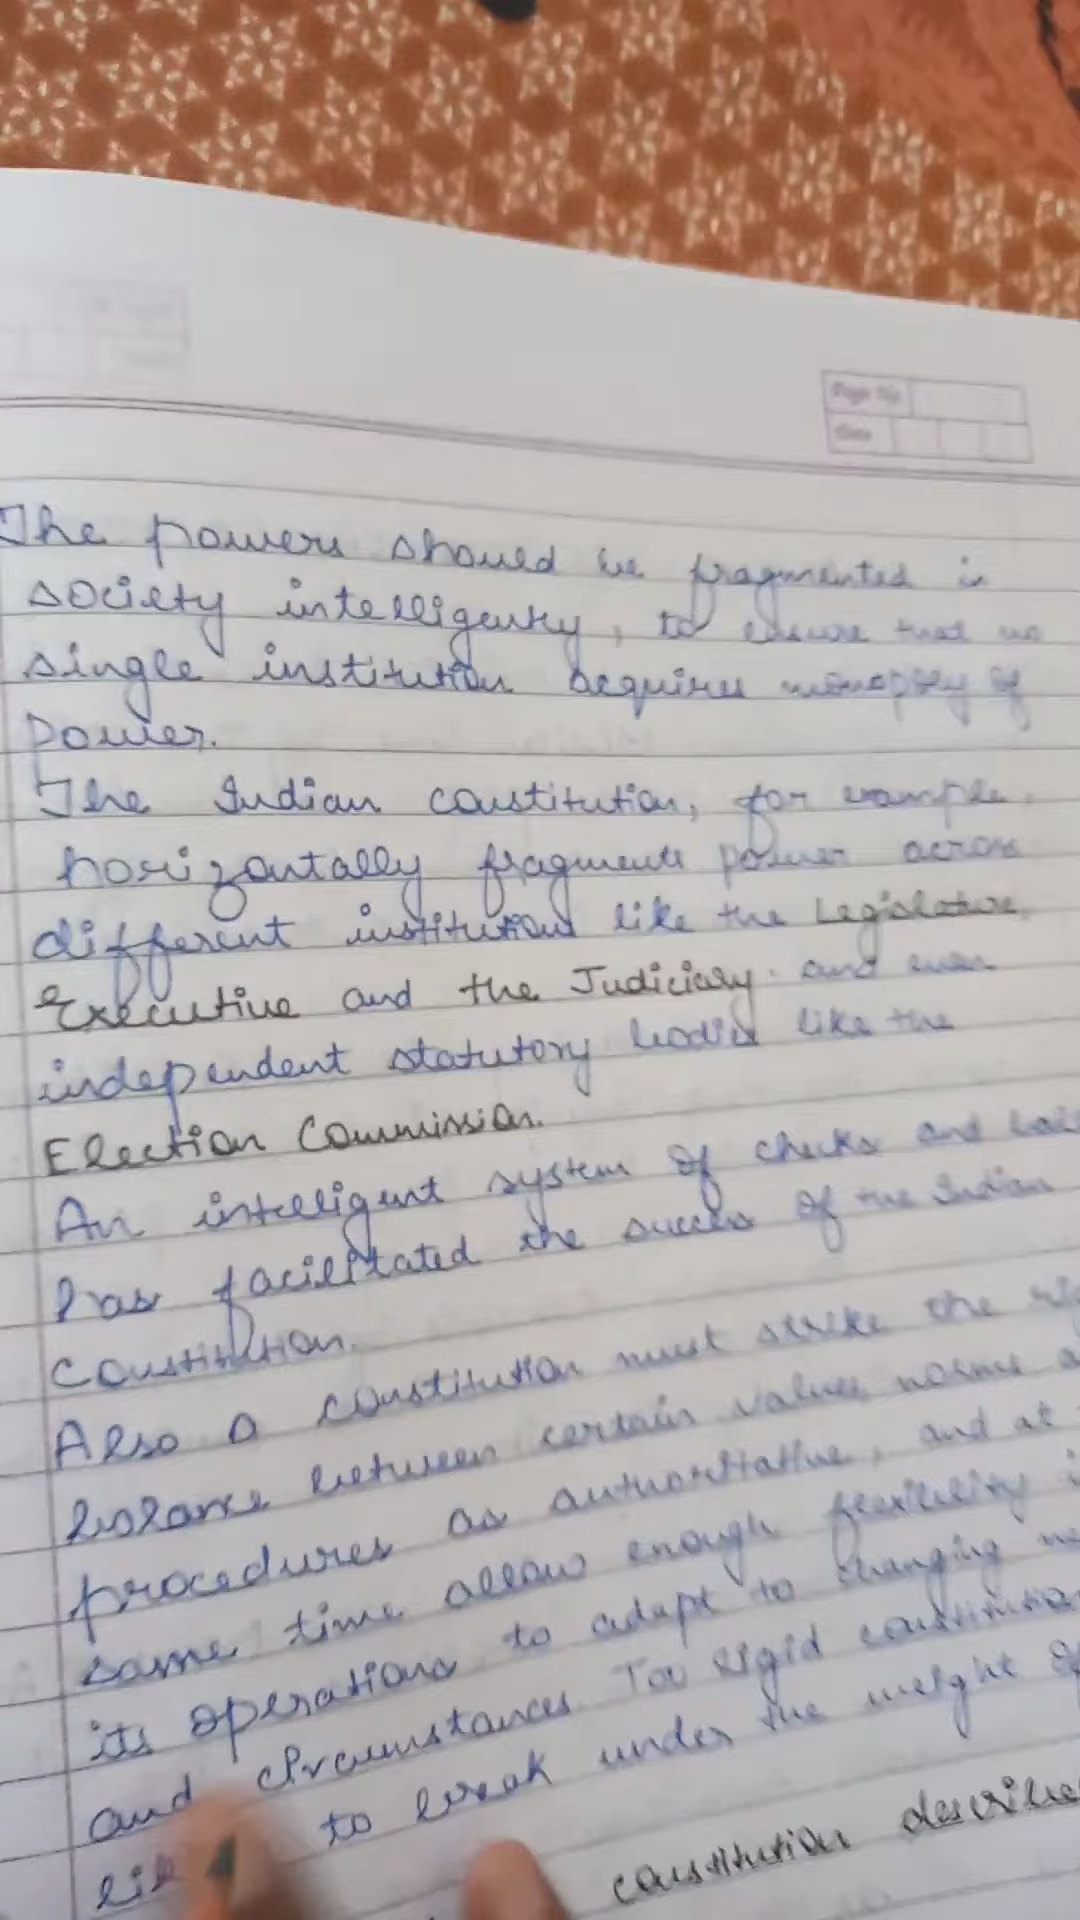 Page No
Date
The powers should be fragmented in
society intelligently, to ensure that no
single institution acquires monopoly of
power.
The Indian constitution, for example,
horizontally fragments power across
different institutions like the Legislature,
Executive and the Judiciary. and even
independent statutory bodies like the
Election Commission.
An intelligent system of checks and
has facilitated the success of the Indian
Constitution.
Also a constitution must strike the
balance between certain values, norms
procedures as authoritative, and at
same time allow enough flexibility
its operations to adapt to changing
and circumstances. Too rigid
to break under the weight of
constitution